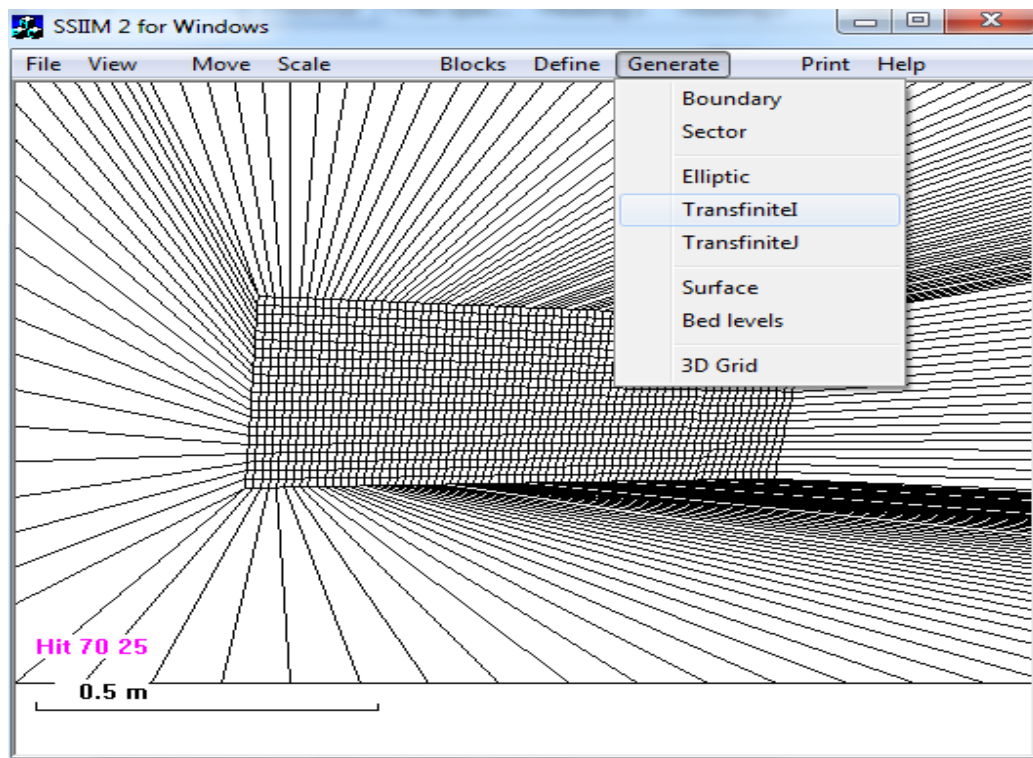 SSIIM 2 for Windows
File View Move Scale Blocks Define Generate Print Help
Boundary
Sector
Elliptic
TransfiniteI
TransfiniteJ
Surface
Bed levels
3D Grid
Hit 70 25
0.5 m